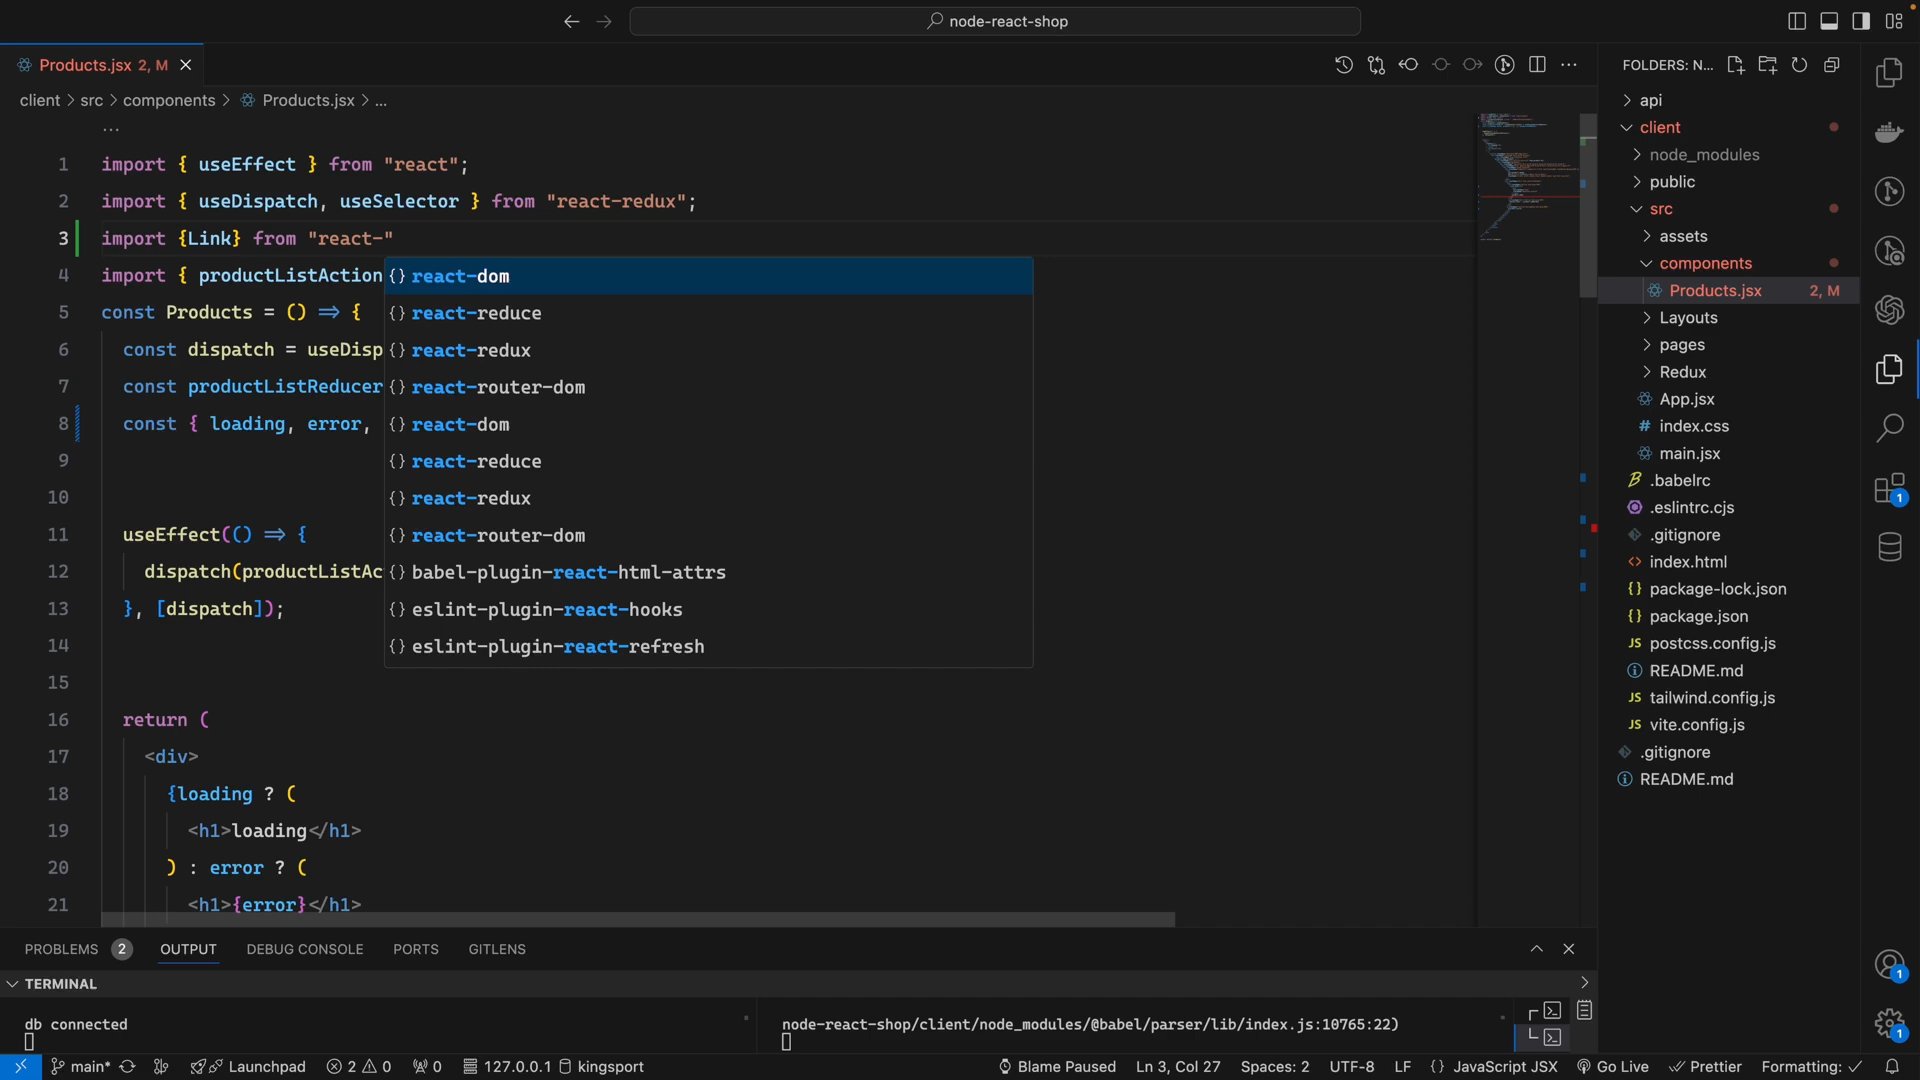 node-react-shop
Products.jsx 2, M
client > src > components > Products.jsx > ...
...
1 import { useEffect } from "react";
2 import { useDispatch, useSelector } from "react-redux";
3 import {Link} from "react-"
4 import { productListAction
5 const Products = () => {
6 const dispatch = useDisp
7 const productListReducer
8 const { loading, error,
9
10
11 useEffect(() => {
12 dispatch(productListAc
13 }, [dispatch]);
14
15
16 return (
17 <div>
18 {loading ? (
19 <h1>loading</h1>
20 ) : error ? (
21 <h1>{error}</h1>
{} react-dom
{} react-reduce
{} react-redux
{} react-router-dom
{} react-dom
{} react-reduce
{} react-redux
{} react-router-dom
{} babel-plugin-react-html-attrs
{} eslint-plugin-react-hooks
{} eslint-plugin-react-refresh
FOLDERS: N...
api
client
node_modules
public
src
assets
components
Products.jsx 2, M
Layouts
pages
Redux
App.jsx
# index.css
main.jsx
.babelrc
.eslintrc.cjs
.gitignore
<> index.html
{} package-lock.json
{} package.json
JS postcss.config.js
README.md
JS tailwind.config.js
JS vite.config.js
.gitignore
README.md
1
1
1
PROBLEMS 2 OUTPUT DEBUG CONSOLE PORTS GITLENS
TERMINAL
db connected
node-react-shop/client/node_modules/@babel/parser/lib/index.js:10765:22)
main* Launchpad 2 0 0 127.0.0.1 kingsport Blame Paused Ln 3, Col 27 Spaces: 2 UTF-8 LF {} JavaScript JSX Go Live Prettier Formatting: